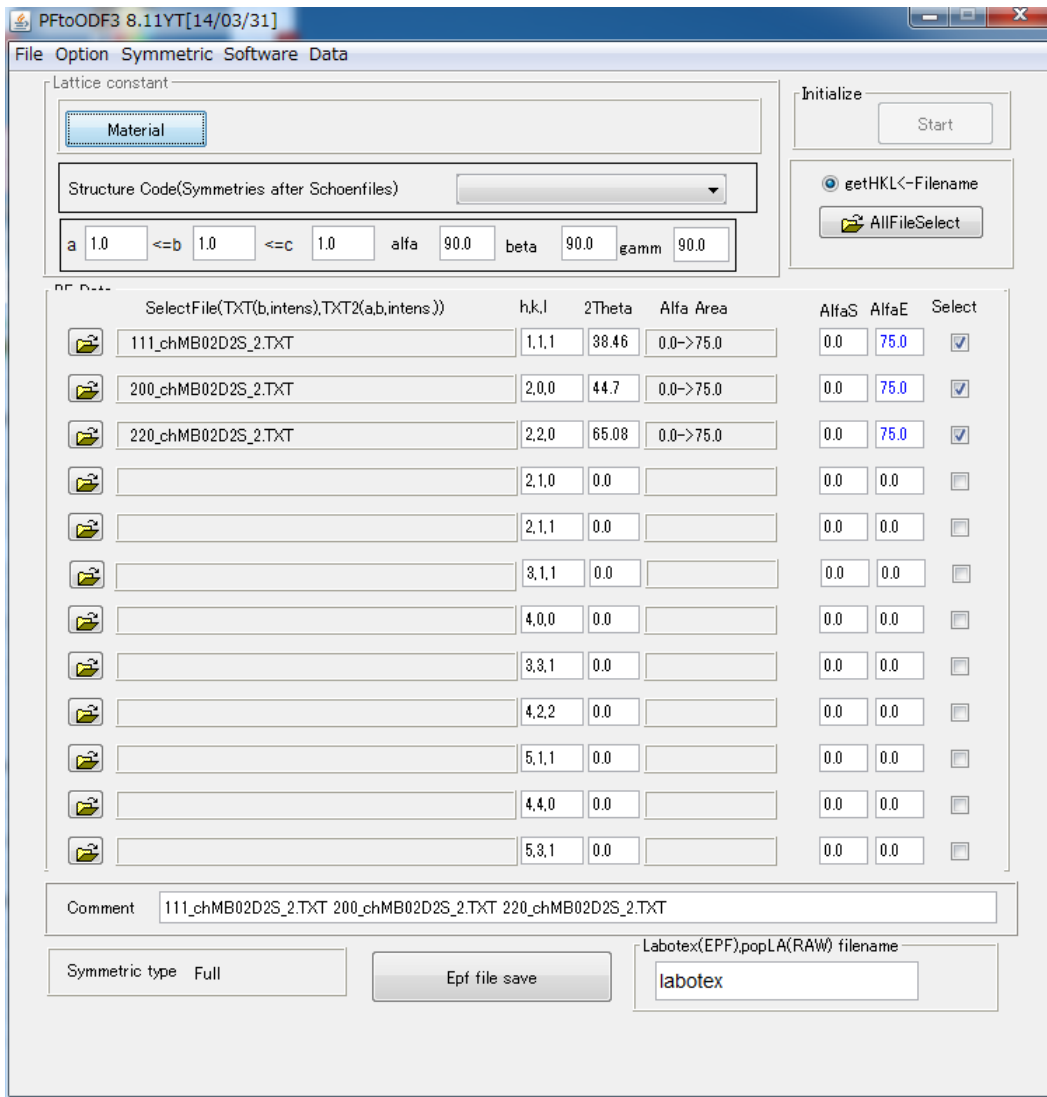 PFtoODF3 8.11YT[14/03/31]
File Option Symmetric Software Data
Lattice constant
Material
Initialize
Start
Structure Code(Symmetries after Schoenfiles)
getHKL<-Filename
AllFileSelect
a 1.0 <=b 1.0 <=c 1.0 alfa 90.0 beta 90.0 gamm 90.0
PF Data
SelectFile(TXT(b,intens),TXT2(a,b,intens.)) h,k,l 2Theta Alfa Area AlfaS AlfaE Select
111_chMB02D2S_2.TXT 1,1,1 38.46 0.0->75.0 0.0 75.0
200_chMB02D2S_2.TXT 2,0,0 44.7 0.0->75.0 0.0 75.0
220_chMB02D2S_2.TXT 2,2,0 65.08 0.0->75.0 0.0 75.0
2,1,0 0.0 0.0 0.0
2,1,1 0.0 0.0 0.0
3,1,1 0.0 0.0 0.0
4,0,0 0.0 0.0 0.0
3,3,1 0.0 0.0 0.0
4,2,2 0.0 0.0 0.0
5,1,1 0.0 0.0 0.0
4,4,0 0.0 0.0 0.0
5,3,1 0.0 0.0 0.0
Comment 111_chMB02D2S_2.TXT 200_chMB02D2S_2.TXT 220_chMB02D2S_2.TXT
Symmetric type Full
Epf file save
Labotex(EPF),popLA(RAW) filename
labotex